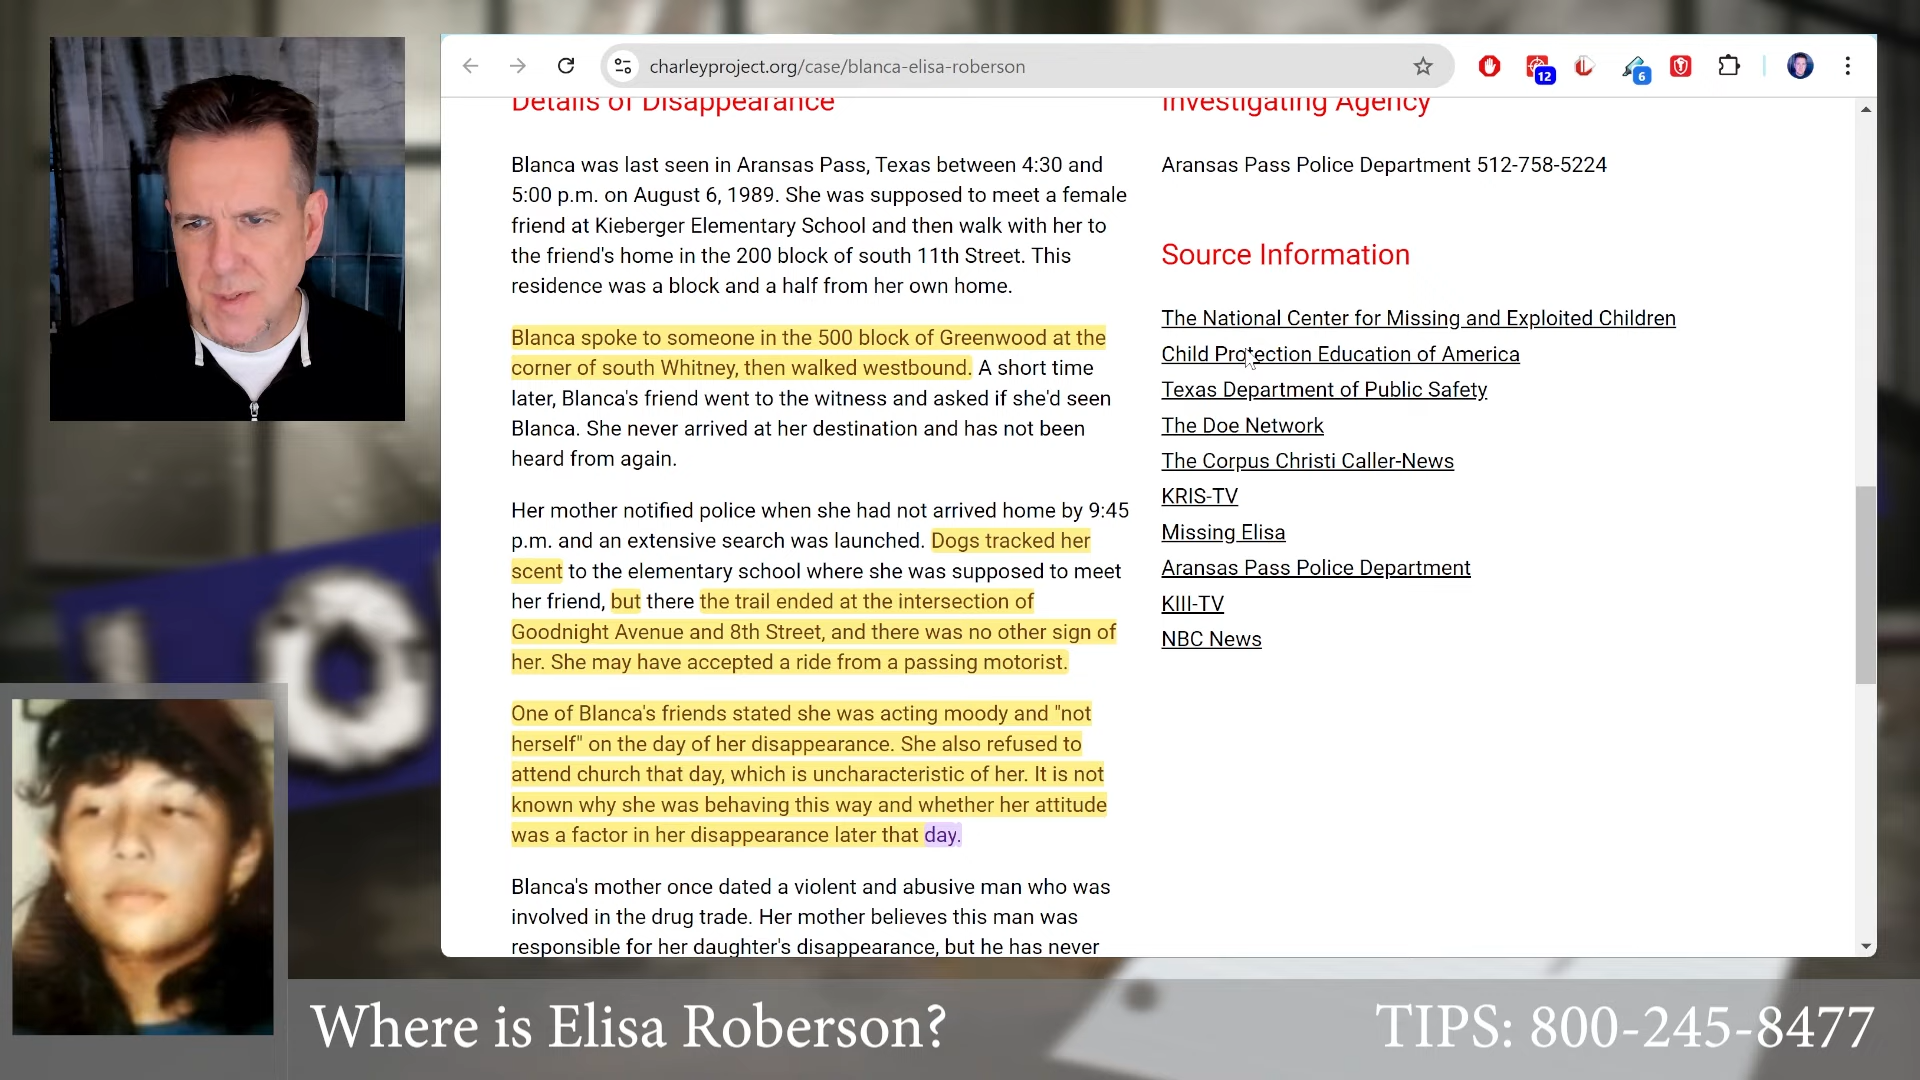 charleyproject.org/case/blanca-elisa-roberson
12
6
Details of Disappearance
Blanca was last seen in Aransas Pass, Texas between 4:30 and
5:00 p.m. on August 6, 1989. She was supposed to meet a female
friend at Kieberger Elementary School and then walk with her to
the friend's home in the 200 block of south 11th Street. This
residence was a block and a half from her own home.
Blanca spoke to someone in the 500 block of Greenwood at the
corner of south Whitney, then walked westbound. A short time
later, Blanca's friend went to the witness and asked if she'd seen
Blanca. She never arrived at her destination and has not been
heard from again.
Her mother notified police when she had not arrived home by 9:45
p.m. and an extensive search was launched. Dogs tracked her
scent to the elementary school where she was supposed to meet
her friend, but there the trail ended at the intersection of
Goodnight Avenue and 8th Street, and there was no other sign of
her. She may have accepted a ride from a passing motorist.
One of Blanca's friends stated she was acting moody and "not
herself" on the day of her disappearance. She also refused to
attend church that day, which is uncharacteristic of her. It is not
known why she was behaving this way and whether her attitude
was a factor in her disappearance later that day.
Blanca's mother once dated a violent and abusive man who was
involved in the drug trade. Her mother believes this man was
responsible for her daughter's disappearance, but he has never
Investigating Agency
Aransas Pass Police Department 512-758-5224
Source Information
The National Center for Missing and Exploited Children
Child Protection Education of America
Texas Department of Public Safety
The Doe Network
The Corpus Christi Caller-News
KRIS-TV
Missing Elisa
Aransas Pass Police Department
KIII-TV
NBC News
Where is Elisa Roberson?
TIPS: 800-245-8477